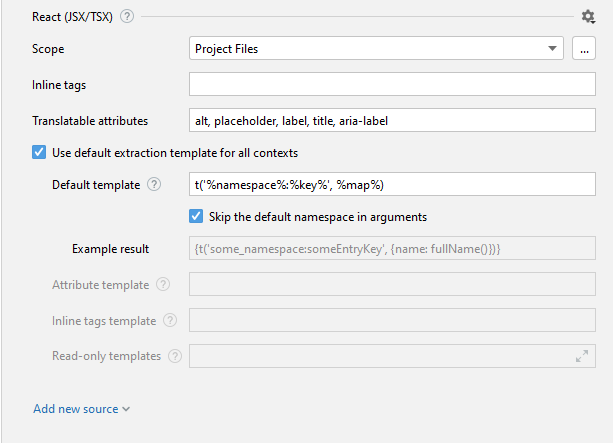 React (JSX/TSX) ?
Scope Project Files ...
Inline tags
Translatable attributes alt, placeholder, label, title, aria-label
Use default extraction template for all contexts
Default template ? t('%namespace%:%key%', %map%)
Skip the default namespace in arguments
Example result {t('some_namespace:someEntryKey', {name: fullName()})}
Attribute template ?
Inline tags template ?
Read-only templates ?
Add new source